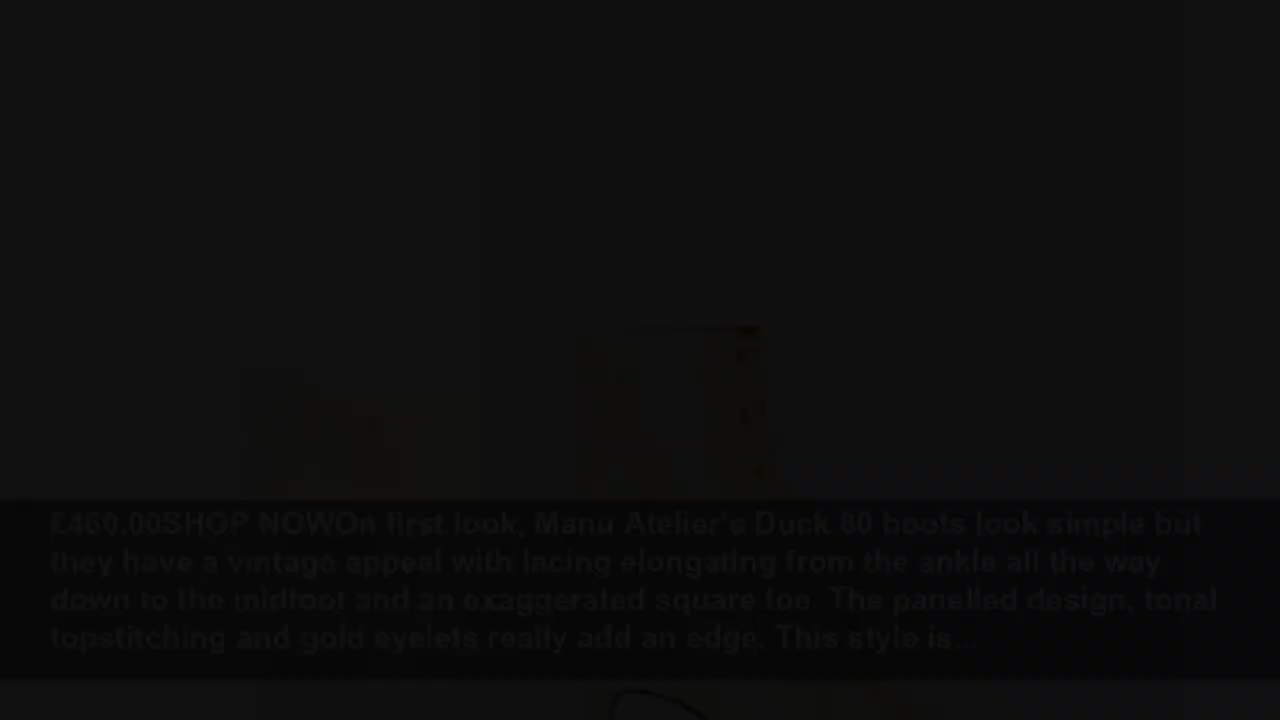 £460.00SHOP NOWOn first look, Manu Atelier's Duck 80 boots look simple but
they have a vintage appeal with lacing elongating from the ankle all the way
down to the midfoot and an exaggerated square toe. The panelled design, tonal
topstitching and gold eyelets really add an edge. This style is...